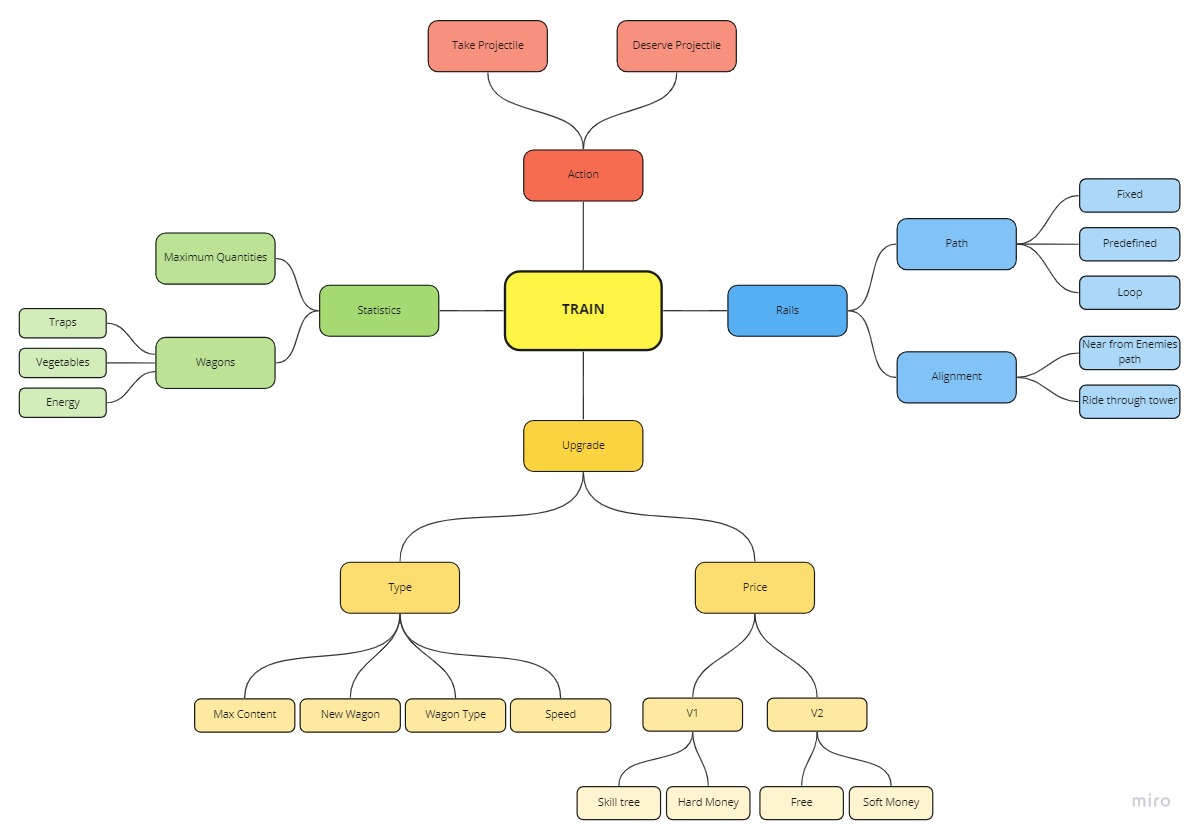 Take Projectile
Deserve Projectile
Action
TRAIN
Statistics
Maximum Quantities
Wagons
Traps
Vegetables
Energy
Rails
Path
Fixed
Predefined
Loop
Alignment
Near from Enemies
path
Ride through tower
Upgrade
Type
Max Content
New Wagon
Wagon Type
Speed
Price
V1
Skill tree
Hard Money
V2
Free
Soft Money
miro